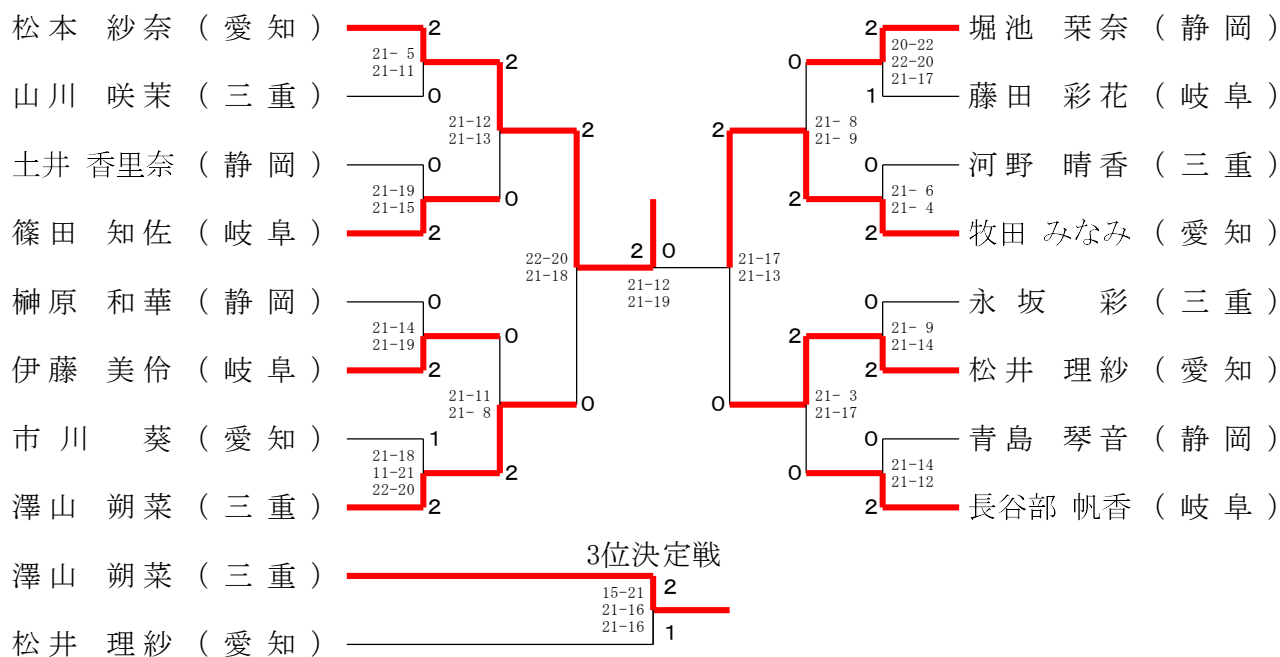 松本 紗奈 ( 愛 知 ) 2 2 堀池 栞奈 ( 静 岡 )
21- 5 20-22
21-11 2 0 22-20
21-17
山川 咲茉 ( 三 重 ) 0 1 藤田 彩花 ( 岐 阜 )
21-12 21- 8
21-13 2 2 21- 9
土井 香里奈 ( 静 岡 ) 0 0 河野 晴香 ( 三 重 )
21-19 21- 6
21-15 0 2 21- 4
篠田 知佐 ( 岐 阜 ) 2 2 牧田 みなみ ( 愛 知 )
22-20 2 0 21-17
21-18 21-12 21-13
21-19
榊原 和華 ( 静 岡 ) 0 0 永坂 彩 ( 三 重 )
21-14 21- 9
21-19 0 2 21-14
伊藤 美伶 ( 岐 阜 ) 2 2 松井 理紗 ( 愛 知 )
21-11 21- 3
21- 8 0 0 21-17
市川 葵 ( 愛 知 ) 1 0 青島 琴音 ( 静 岡 )
21-18 21-14
11-21 2 0 21-12
22-20
澤山 朔菜 ( 三 重 ) 2 2 長谷部 帆香 ( 岐 阜 )
3位決定戦
澤山 朔菜 ( 三 重 ) 2
15-21
21-16
21-16
松井 理紗 ( 愛 知 ) 1